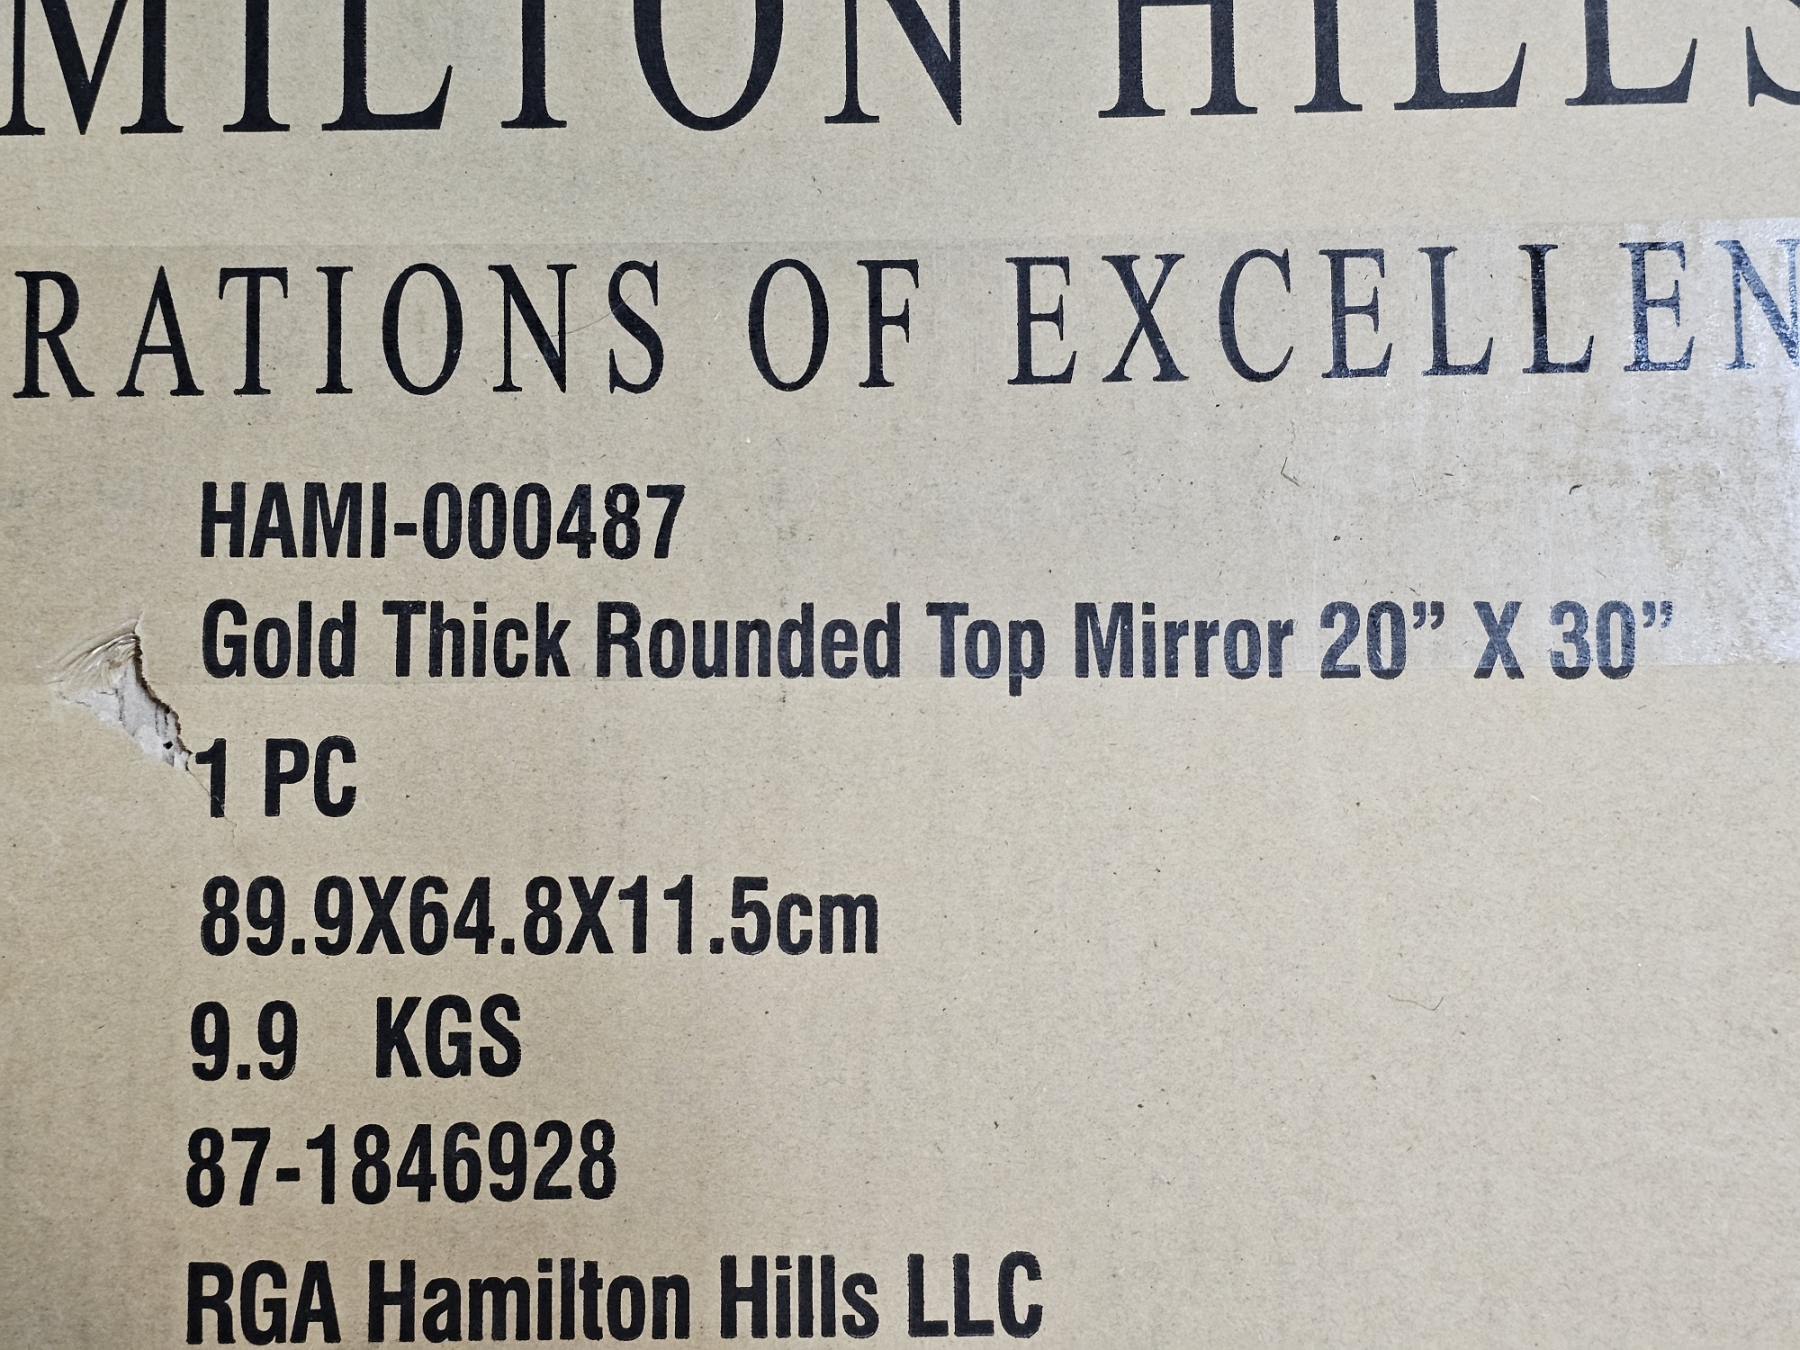 MILTON HILLS
RATIONS OF EXCELLEN
HAMI-000487
Gold Thick Rounded Top Mirror 20” X 30”
1 PC
89.9X64.8X11.5cm
9.9 KGS
87-1846928
RGA Hamilton Hills LLC